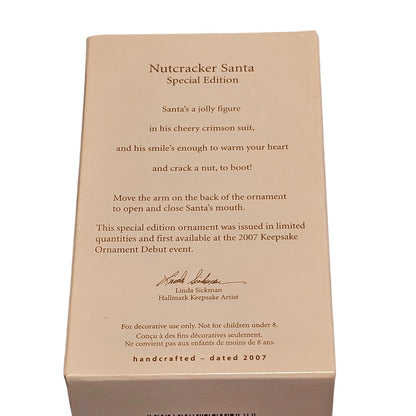 Nutcracker Santa
Special Edition
Santa's a jolly figure
in his cheery crimson suit,
and his smile's enough to warm your heart
and crack a nut, to boot!
Move the arm on the back of the ornament
to open and close Santa's mouth.
This special edition ornament was issued in limited
quantities and first available at the 2007 Keepsake
Ornament Debut event.
Linda Sickman
Linda Sickman
Hallmark Keepsake Artist
For decorative use only. Not for children under 8.
Conçu à des fins décoratives seulement.
Ne convient pas aux enfants de moins de 8 ans.
handcrafted – dated 2007